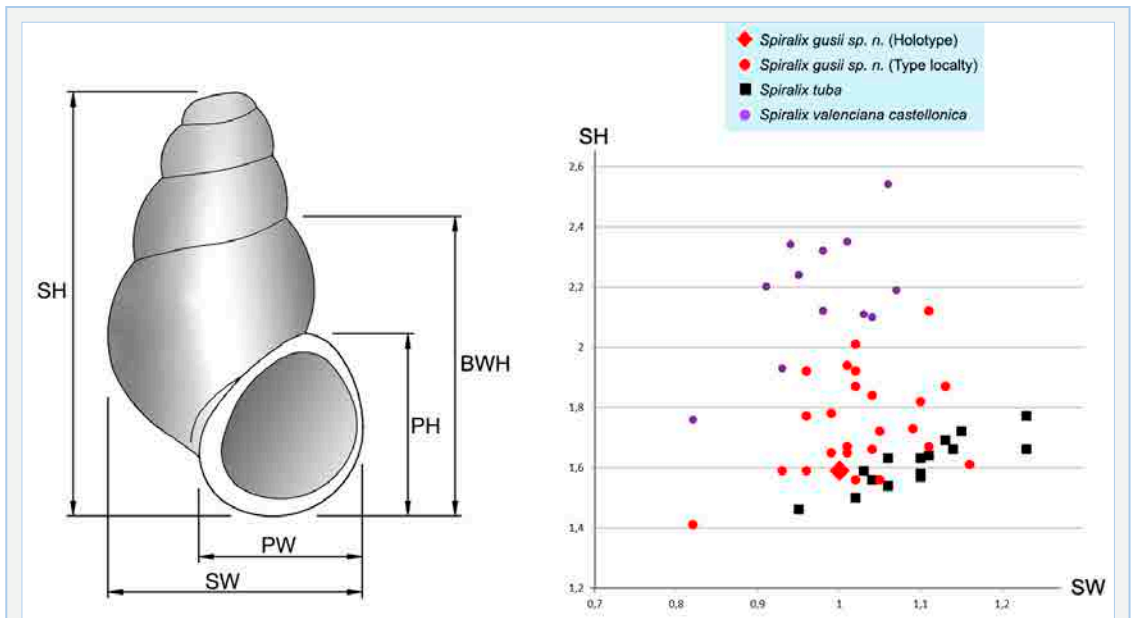 Spiralix gusii sp. n. (Holotype)
Spiralix gusii sp. n. (Type localty)
Spiralix tuba
Spiralix valenciana castellonica
SH
BWH
PH
PW
SW
SH
2,6
2,4
2,2
2
1,8
1,6
1,4
1,2
0,7
0,8
0,9
1
1,1
1,2
SW